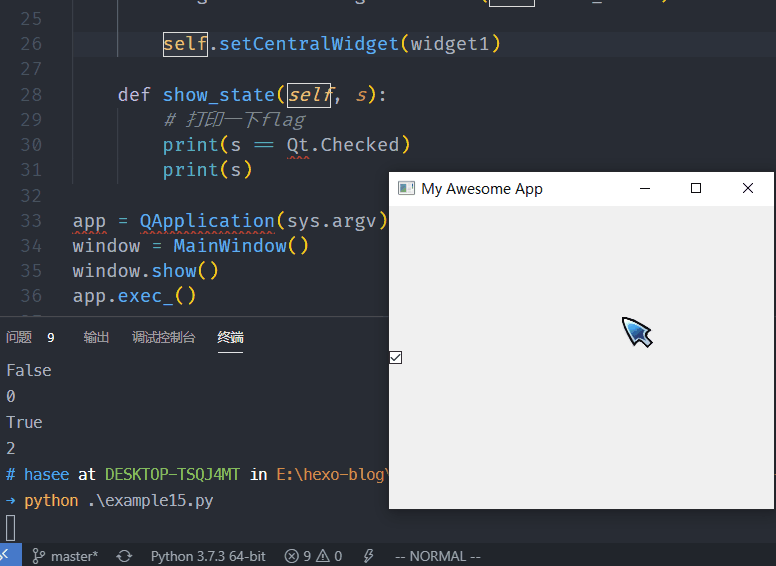 25
26 self.setCentralWidget(widget1)
27
28 def show_state(self, s):
29 # 打印一下flag
30 print(s == Qt.Checked)
31 print(s)
32
33 app = QApplication(sys.argv)
34 window = MainWindow()
35 window.show()
36 app.exec_()
My Awesome App
问题 9 输出 调试控制台 终端
False
0
True
2
# hasee at DESKTOP-TSQJ4MT in E:\hexo-blog\
→ python .\example15.py
master* Python 3.7.3 64-bit 9 0 -- NORMAL --